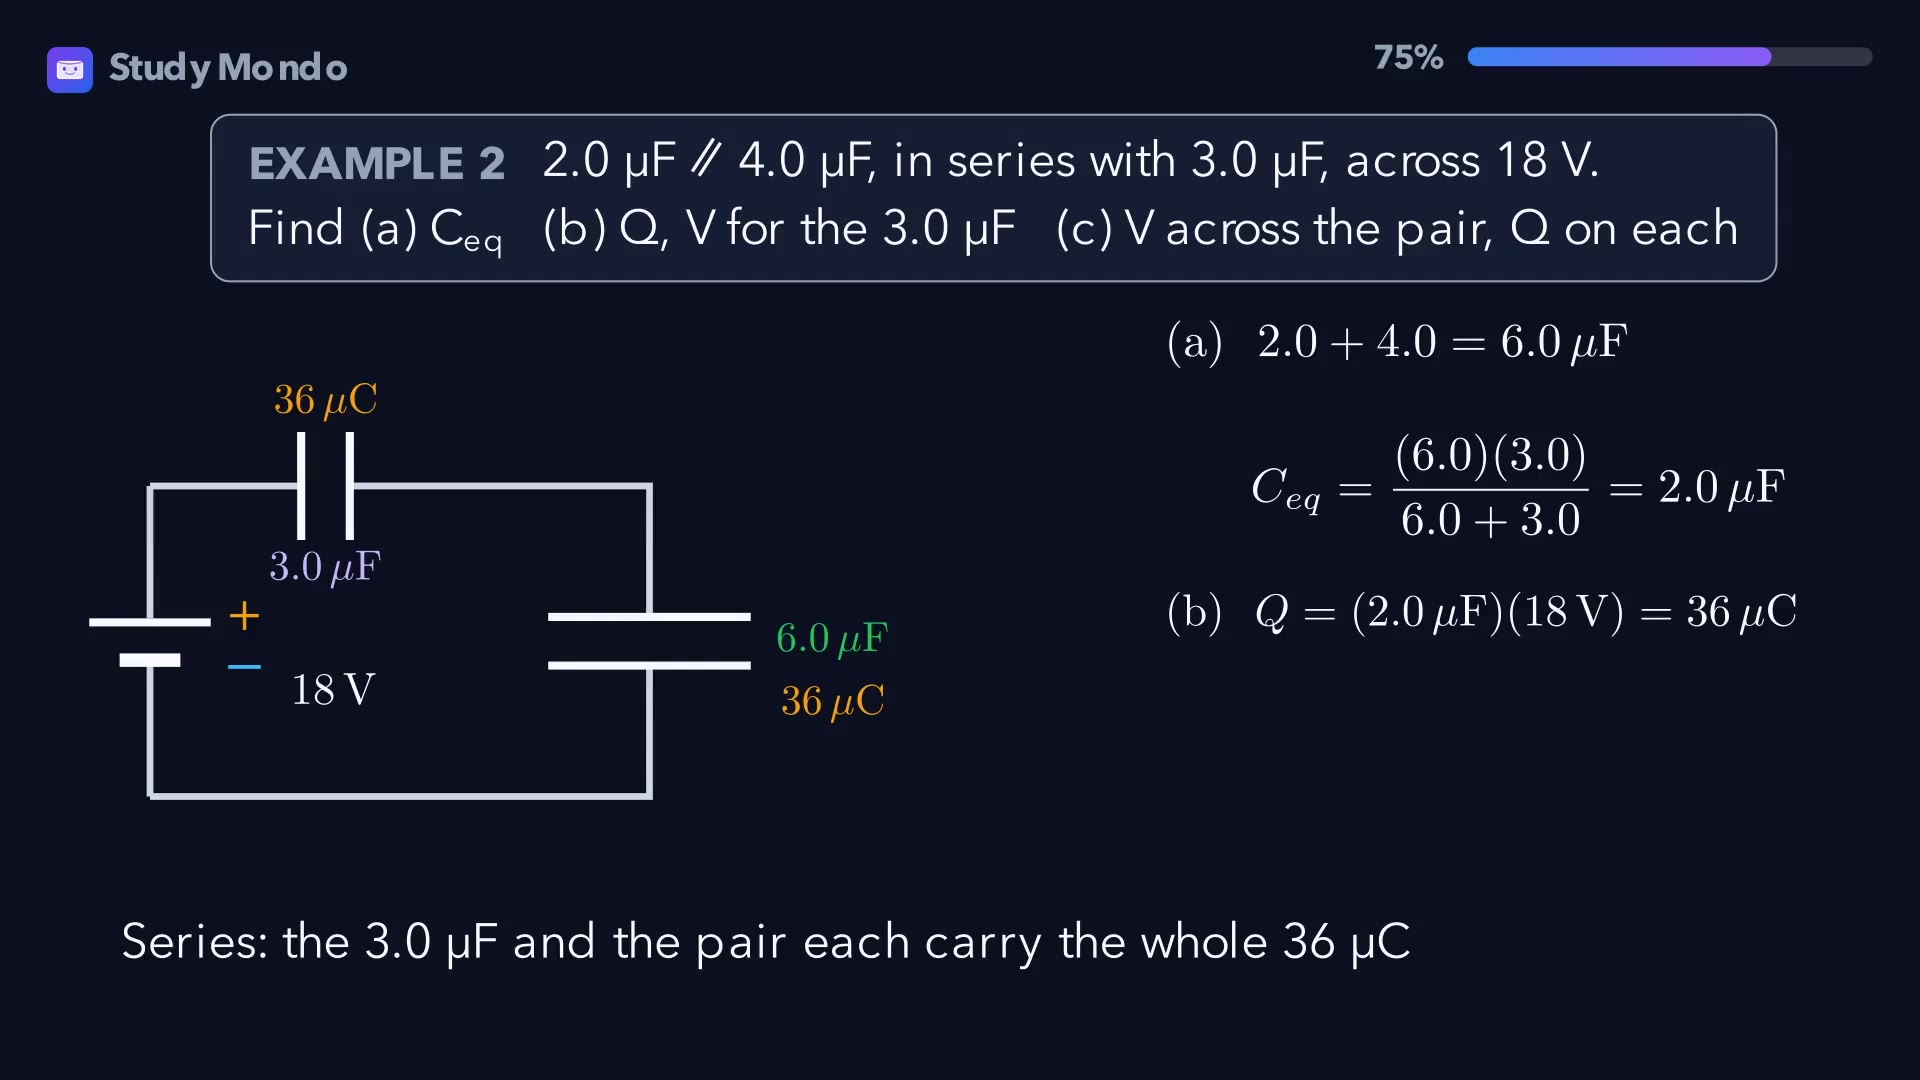 Study Mondo
75%
EXAMPLE 2 2.0 µF ∥ 4.0 µF, in series with 3.0 µF, across 18 V.
Find (a) C_eq (b) Q, V for the 3.0 µF (c) V across the pair, Q on each
(a) 2.0 + 4.0 = 6.0 µF
C_eq = (6.0)(3.0) / (6.0 + 3.0) = 2.0 µF
(b) Q = (2.0 µF)(18 V) = 36 µC
36 µC
3.0 µF
+
−
18 V
6.0 µF
36 µC
Series: the 3.0 µF and the pair each carry the whole 36 µC